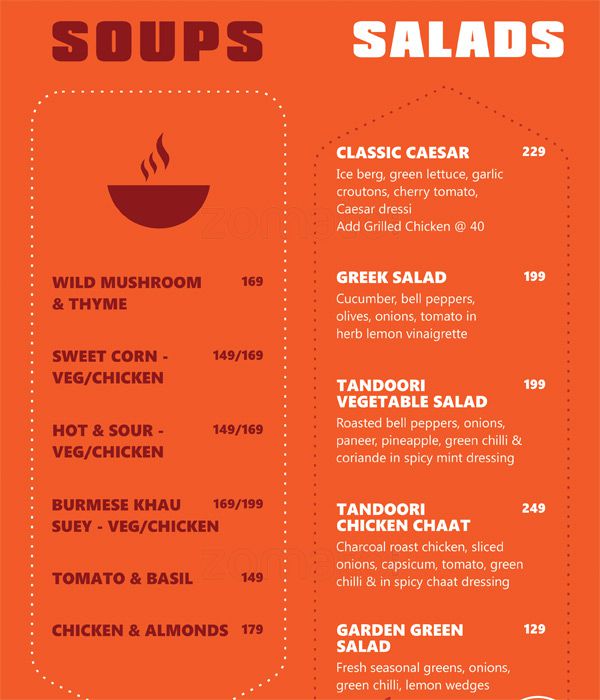 SOUPS
WILD MUSHROOM 169
& THYME
SWEET CORN - 149/169
VEG/CHICKEN
HOT & SOUR - 149/169
VEG/CHICKEN
BURMESE KHAU 169/199
SUEY - VEG/CHICKEN
TOMATO & BASIL 149
CHICKEN & ALMONDS 179
SALADS
CLASSIC CAESAR 229
Ice berg, green lettuce, garlic
croutons, cherry tomato,
Caesar dressi
Add Grilled Chicken @ 40
GREEK SALAD 199
Cucumber, bell peppers,
olives, onions, tomato in
herb lemon vinaigrette
TANDOORI 199
VEGETABLE SALAD
Roasted bell peppers, onions,
paneer, pineapple, green chilli &
coriande in spicy mint dressing
TANDOORI 249
CHICKEN CHAAT
Charcoal roast chicken, sliced
onions, capsicum, tomato, green
chilli & in spicy chaat dressing
GARDEN GREEN 129
SALAD
Fresh seasonal greens, onions,
green chilli, lemon wedges